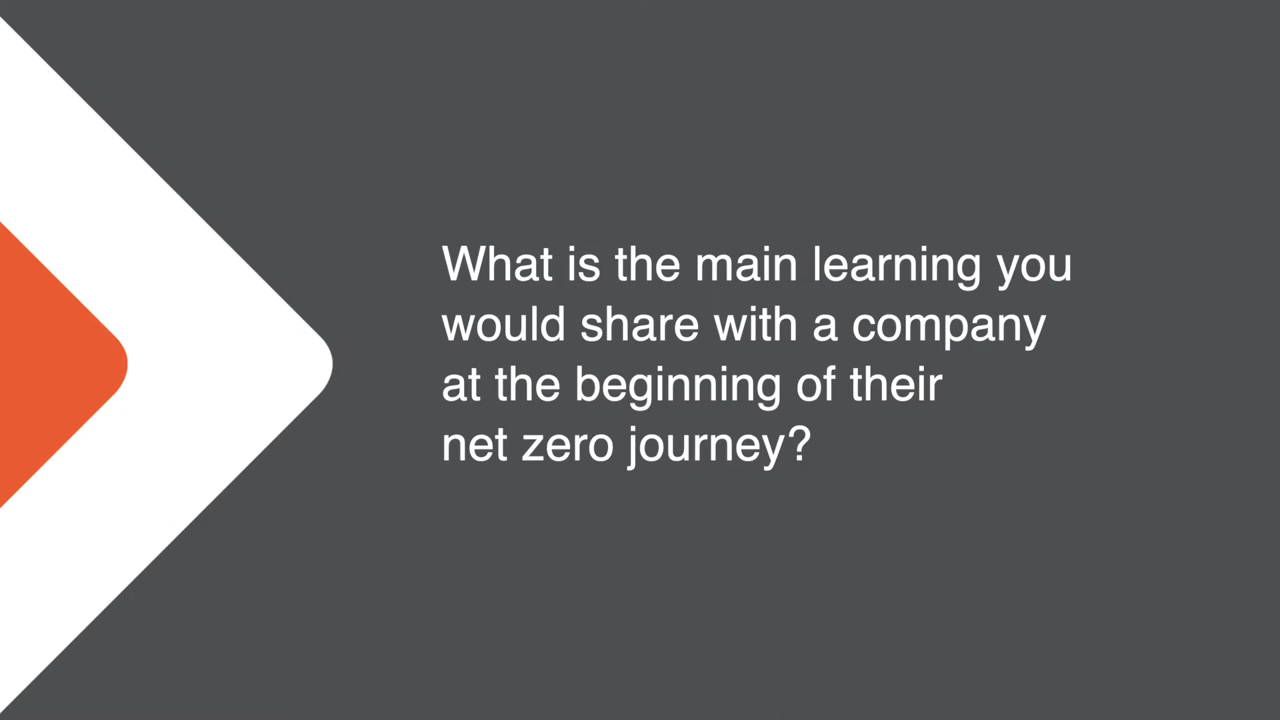 What is the main learning you
would share with a company
at the beginning of their
net zero journey?